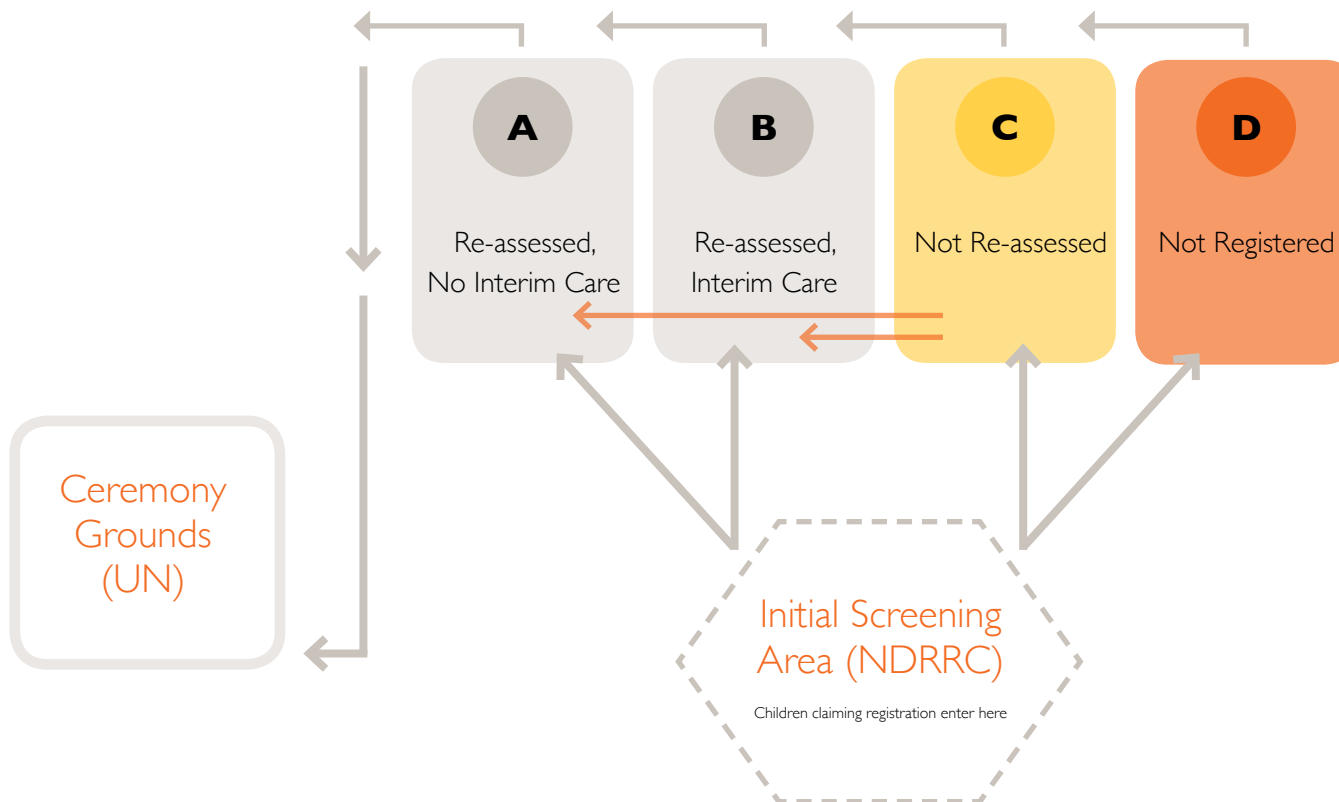 A
B
C
D
Re-assessed,
No Interim Care
Re-assessed,
Interim Care
Not Re-assessed
Not Registered
Ceremony
Grounds
(UN)
Initial Screening
Area (NDRRC)
Children claiming registration enter here